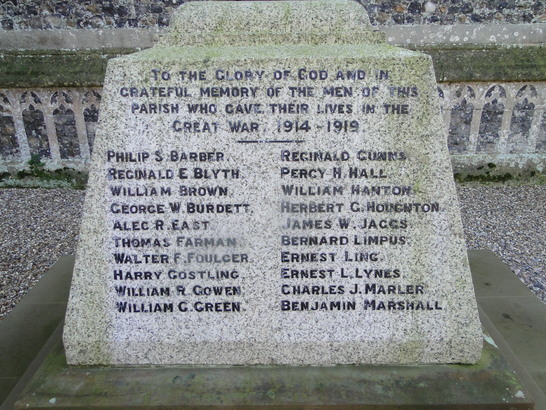 TO THE GLORY OF GOD AND IN
GRATEFUL MEMORY OF THE MEN OF THIS
PARISH WHO GAVE THEIR LIVES IN THE
GREAT WAR 1914-1919.
PHILIP S. BARBER.
REGINALD E. BLYTH.
WILLIAM BROWN.
GEORGE W. BURDETT.
ALEC R. EAST.
THOMAS FARMAN.
WALTER F. FOULGER.
HARRY GOSTLING.
WILLIAM R. GOWEN.
WILLIAM G. GREEN.
REGINALD GUNNS.
PERCY H. HALL.
WILLIAM HANTON.
HERBERT G. HOUGHTON.
JAMES W. JAGGS.
BERNARD LIMPUS.
ERNEST LING.
ERNEST L. LYNES.
CHARLES J. MARLER.
BENJAMIN MARSHALL.